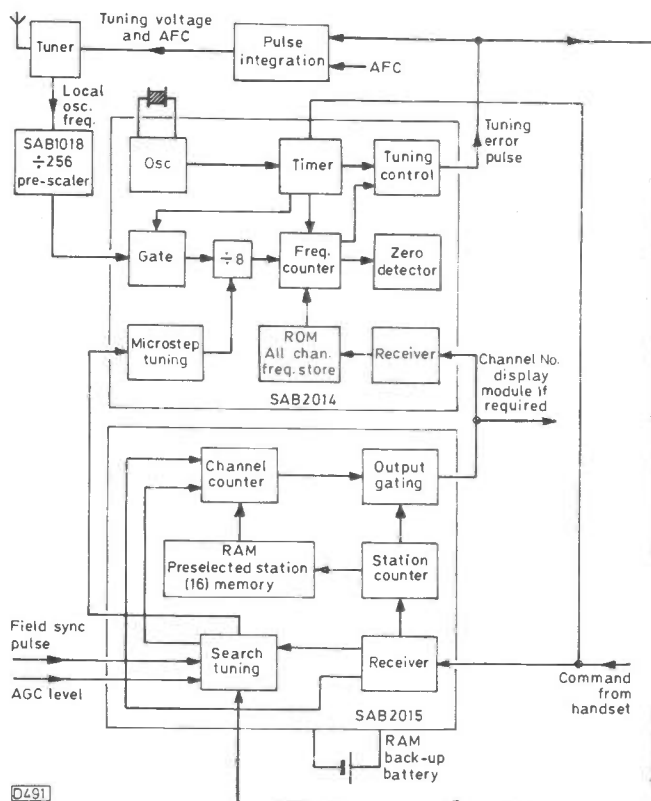 Tuning voltage
and AFC
Tuner
Pulse
integration
AFC
Local
osc.
freq.
SAB1018
÷256
pre-scaler
Osc
Timer
Tuning
control
Tuning
error
pulse
Gate
÷8
Freq.
counter
Zero
detector
Microstep
tuning
ROM
All chan.
freq. store
Receiver
SAB2014
Channel No.
display
module if
required
Channel
counter
Output
gating
RAM
Preselected station
(16) memory
Station
counter
Field sync
pulse
AGC level
Search
tuning
Receiver
SAB2015
Command
from
handset
RAM
back-up
battery
D491